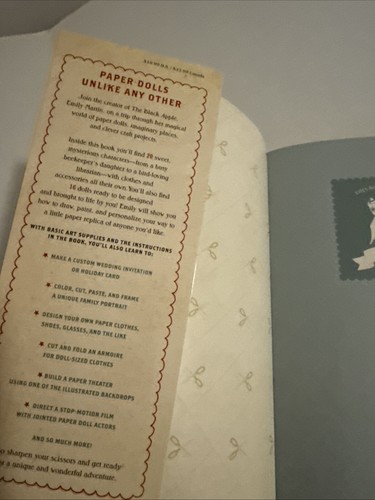 PAPER DOLLS
UNLIKE ANY OTHER
Join the creator of The Black Apple,
Emily Martin, on a trip through her magical
world of paper dolls, imaginary places,
and clever craft projects.
Inside this book you'll find 20 sweet,
mysterious characters—from a busy
beekeeper's daughter to a bird-loving
librarian—with clothes and
accessories all their own. You'll also find
14 dolls ready to be designed
and brought to life by you! Emily will show you
how to draw, paint, and personalize your way to
a little paper replica of anyone you'd like.
WITH BASIC ART SUPPLIES AND THE INSTRUCTIONS
IN THE BOOK, YOU'LL ALSO LEARN TO:
MAKE A CUSTOM WEDDING INVITATION
OR HOLIDAY CARD
COLOR, CUT, PASTE, AND FRAME
A UNIQUE FAMILY PORTRAIT
DESIGN YOUR OWN PAPER CLOTHES,
SHOES, GLASSES, AND THE LIKE
CUT AND FOLD AN ARMOIRE
FOR DOLL-SIZED CLOTHES
BUILD A PAPER THEATER
USING ONE OF THE ILLUSTRATED BACKDROPS
DIRECT A STOP-MOTION FILM
WITH JOINTED PAPER DOLL ACTORS
AND SO MUCH MORE!
sharpen your scissors and get ready
a unique and wonderful adventure.